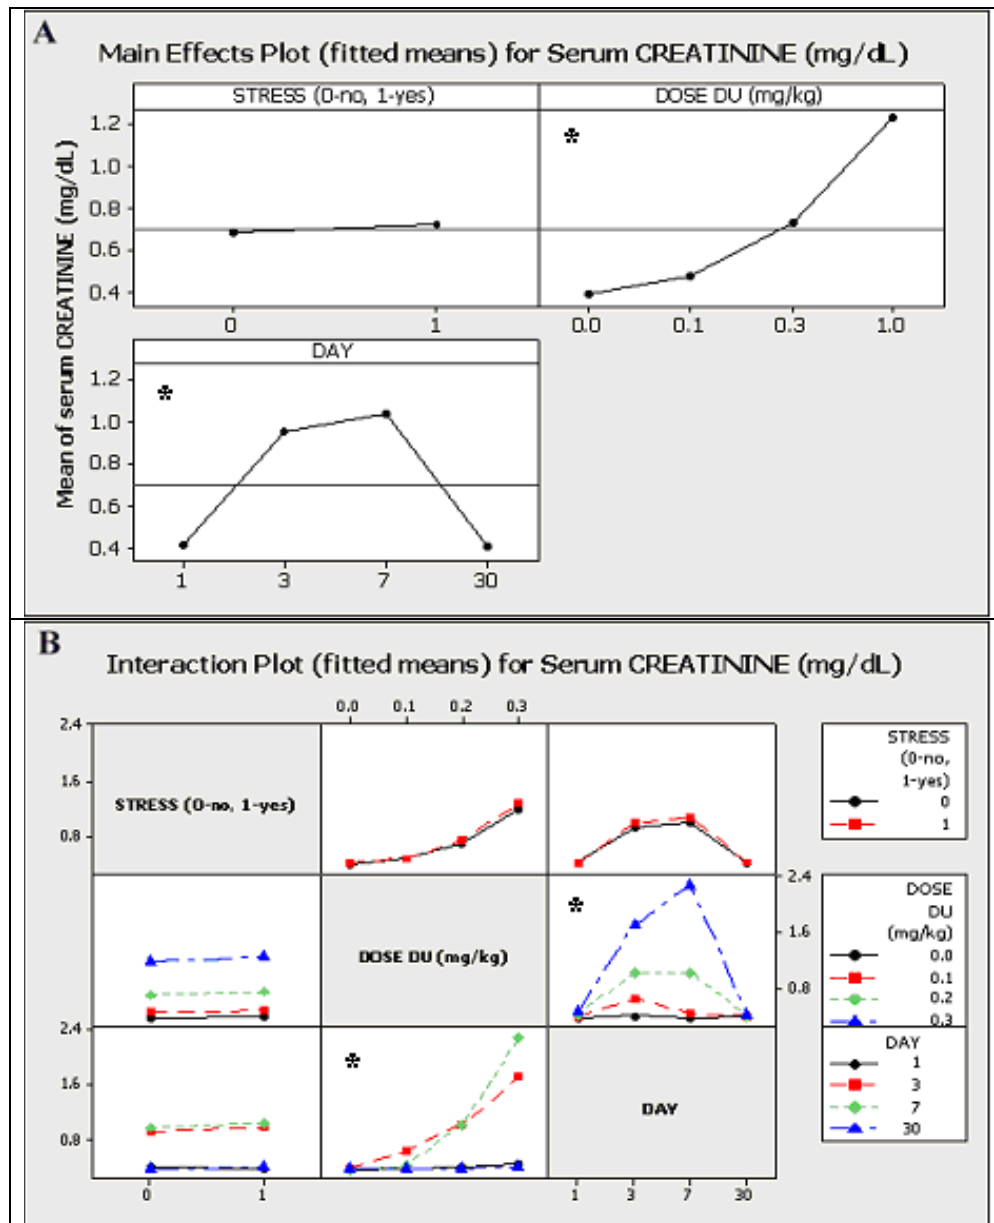 A
Main Effects Plot (fitted means) for Serum CREATININE (mg/dL)
Mean of serum CREATININE (mg/dL)
STRESS (0-no, 1-yes)
DOSE DU (mg/kg)
1.2
1.0
0.8
0.6
0.4
*
0 1
0.0 0.1 0.3 1.0
DAY
1.2
1.0
0.8
0.6
0.4
*
1 3 7 30
B
Interaction Plot (fitted means) for Serum CREATININE (mg/dL)
0.0 0.1 0.2 0.3
2.4
1.6
0.8
STRESS (0-no, 1-yes)
STRESS
(0-no,
1-yes)
0
1
DOSE DU (mg/kg)
*
2.4
1.6
0.8
DOSE
DU
(mg/kg)
0.0
0.1
0.2
0.3
2.4
1.6
0.8
*
DAY
DAY
1
3
7
30
0 1
1 3 7 30